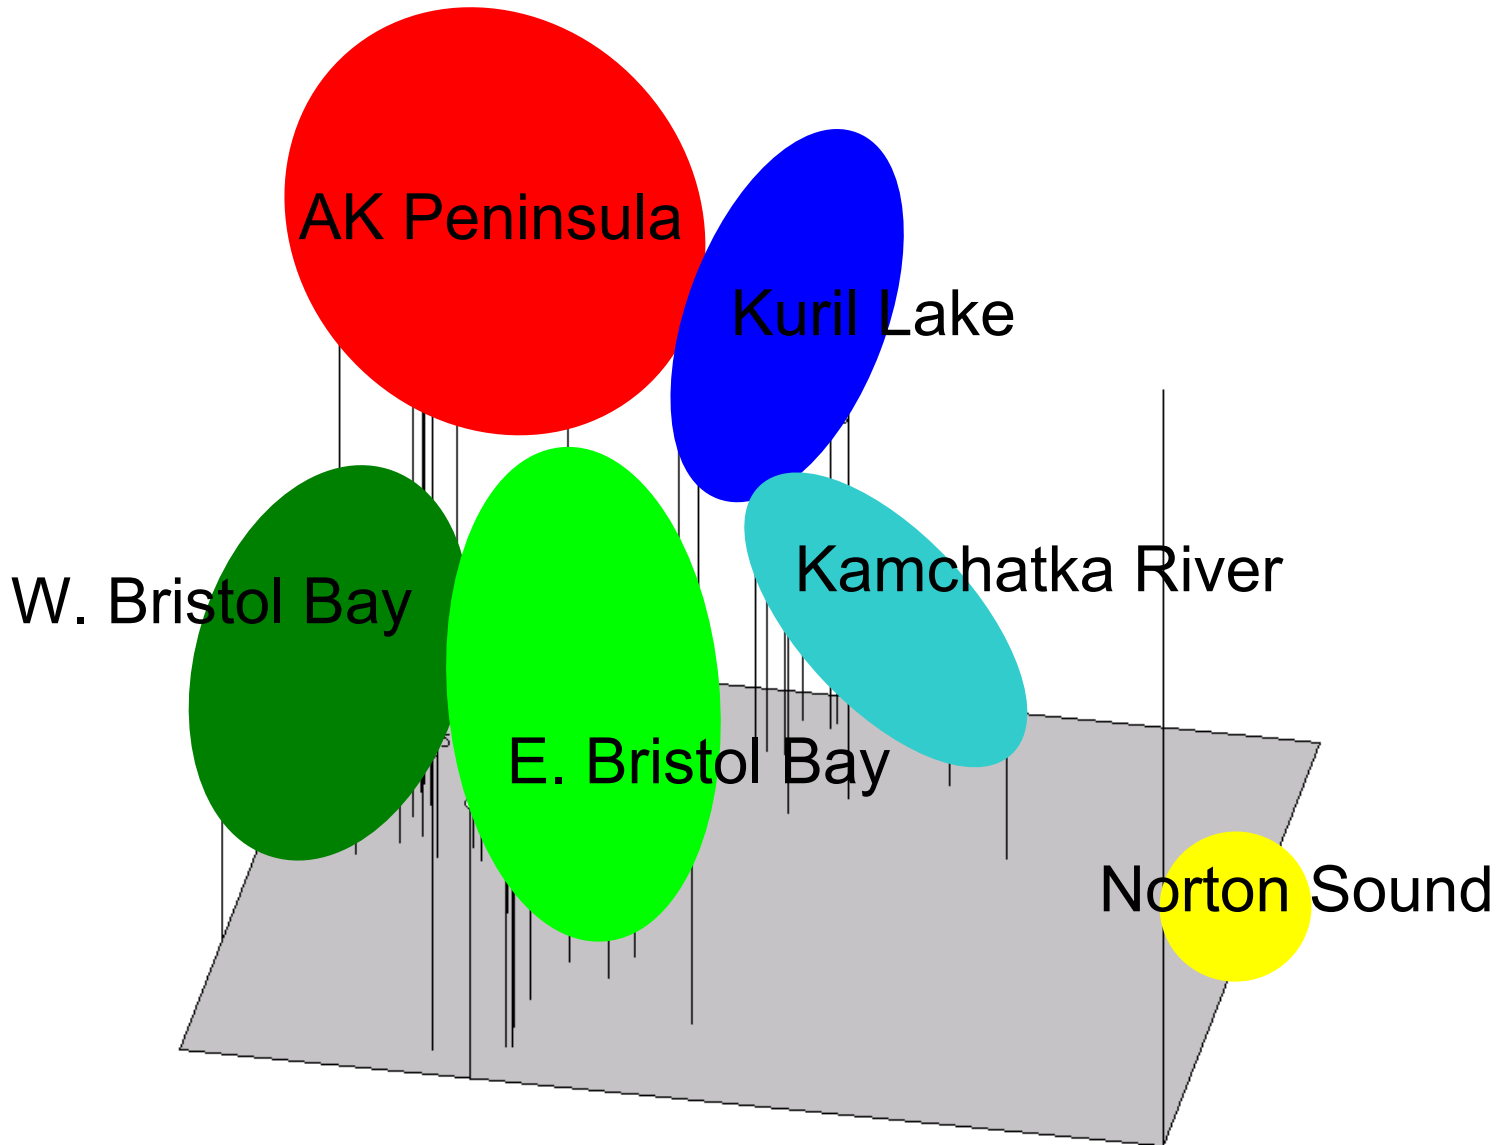 AK Peninsula
Kuril Lake
Kamchatka River
W. Bristol Bay
E. Bristol Bay
Norton Sound